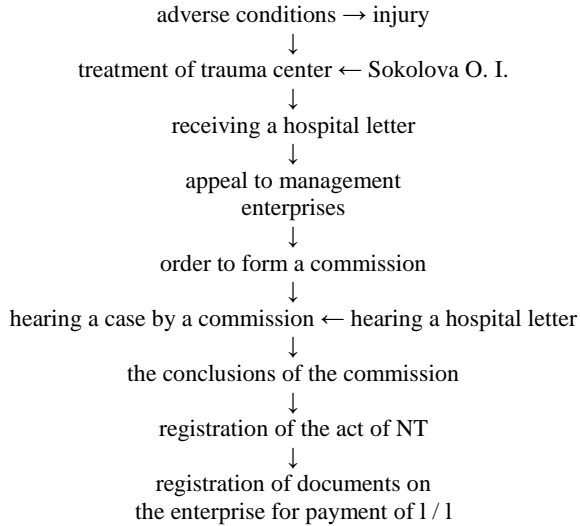 adverse conditions → injury
↓
treatment of trauma center ← Sokolova O. I.
↓
receiving a hospital letter
↓
appeal to management
enterprises
↓
order to form a commission
↓
hearing a case by a commission ← hearing a hospital letter
↓
the conclusions of the commission
↓
registration of the act of NT
↓
registration of documents on
the enterprise for payment of l / l